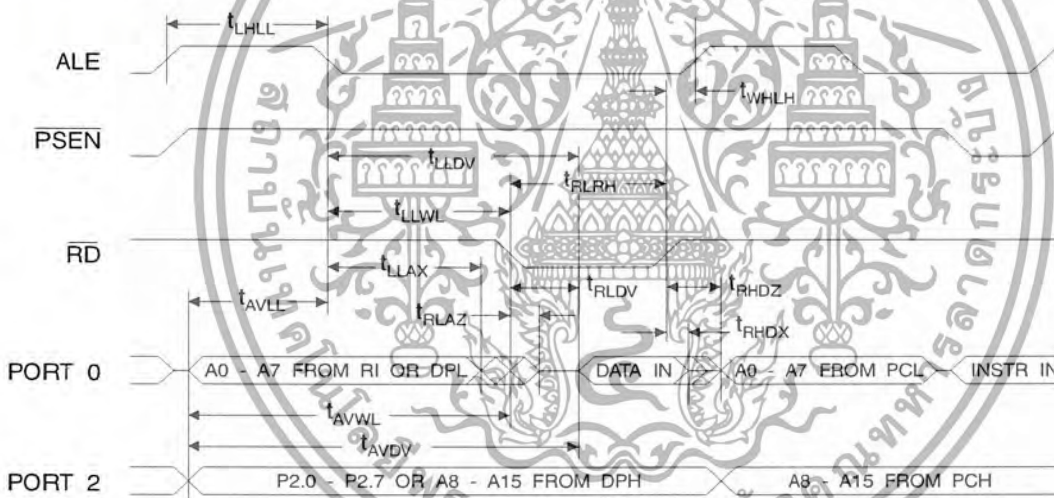 tLHLL
ALE
tWHLH
PSEN
tLLDV
tRLRH
tLLWL
RD
tLLAX
tAVLL
tRLDV
tRHDZ
tRLAZ
tRHDX
PORT 0
A0 - A7 FROM RI OR DPL
DATA IN
A0 - A7 FROM PCL
INSTR IN
tAVWL
tAVDV
PORT 2
P2.0 - P2.7 OR A8 - A15 FROM DPH
A8 - A15 FROM PCH